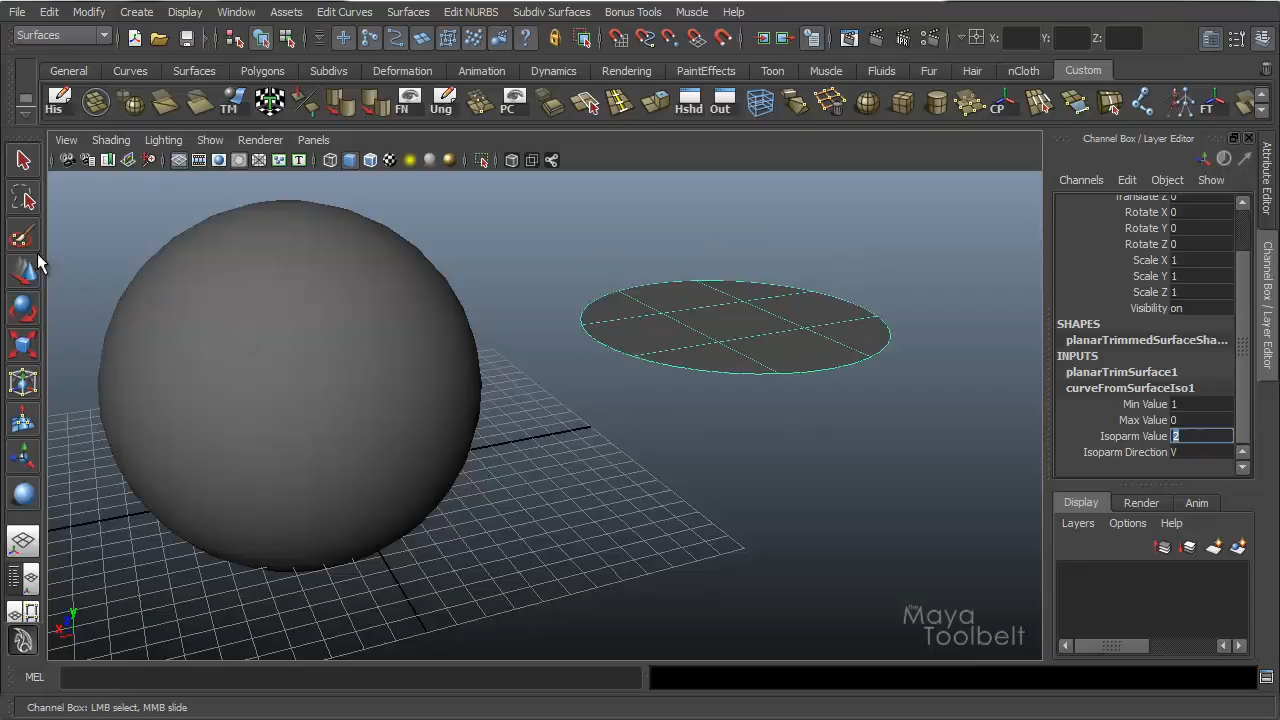 File Edit Modify Create Display Window Assets Edit Curves Surfaces Edit NURBS Subdiv Surfaces Bonus Tools Muscle Help
Surfaces X: Y: Z:
General Curves Surfaces Polygons Subdivs Deformation Animation Dynamics Rendering PaintEffects Toon Muscle Fluids Fur Hair nCloth Custom
His TM FN Ung PC Hshd Out CP FT
View Shading Lighting Show Renderer Panels
Channel Box / Layer Editor
Channels Edit Object Show
Translate Z 0
Rotate X 0
Rotate Y 0
Rotate Z 0
Scale X 1
Scale Y 1
Scale Z 1
Visibility on
SHAPES
planarTrimmedSurfaceSha...
INPUTS
planarTrimSurface1
curveFromSurfaceIso1
Min Value 1
Max Value 0
Isoparm Value 2
Isoparm Direction V
Display Render Anim
Layers Options Help
Attribute Editor
Channel Box / Layer Editor
y
z
x
the
Maya
Toolbelt
MEL
Channel Box: LMB select, MMB slide